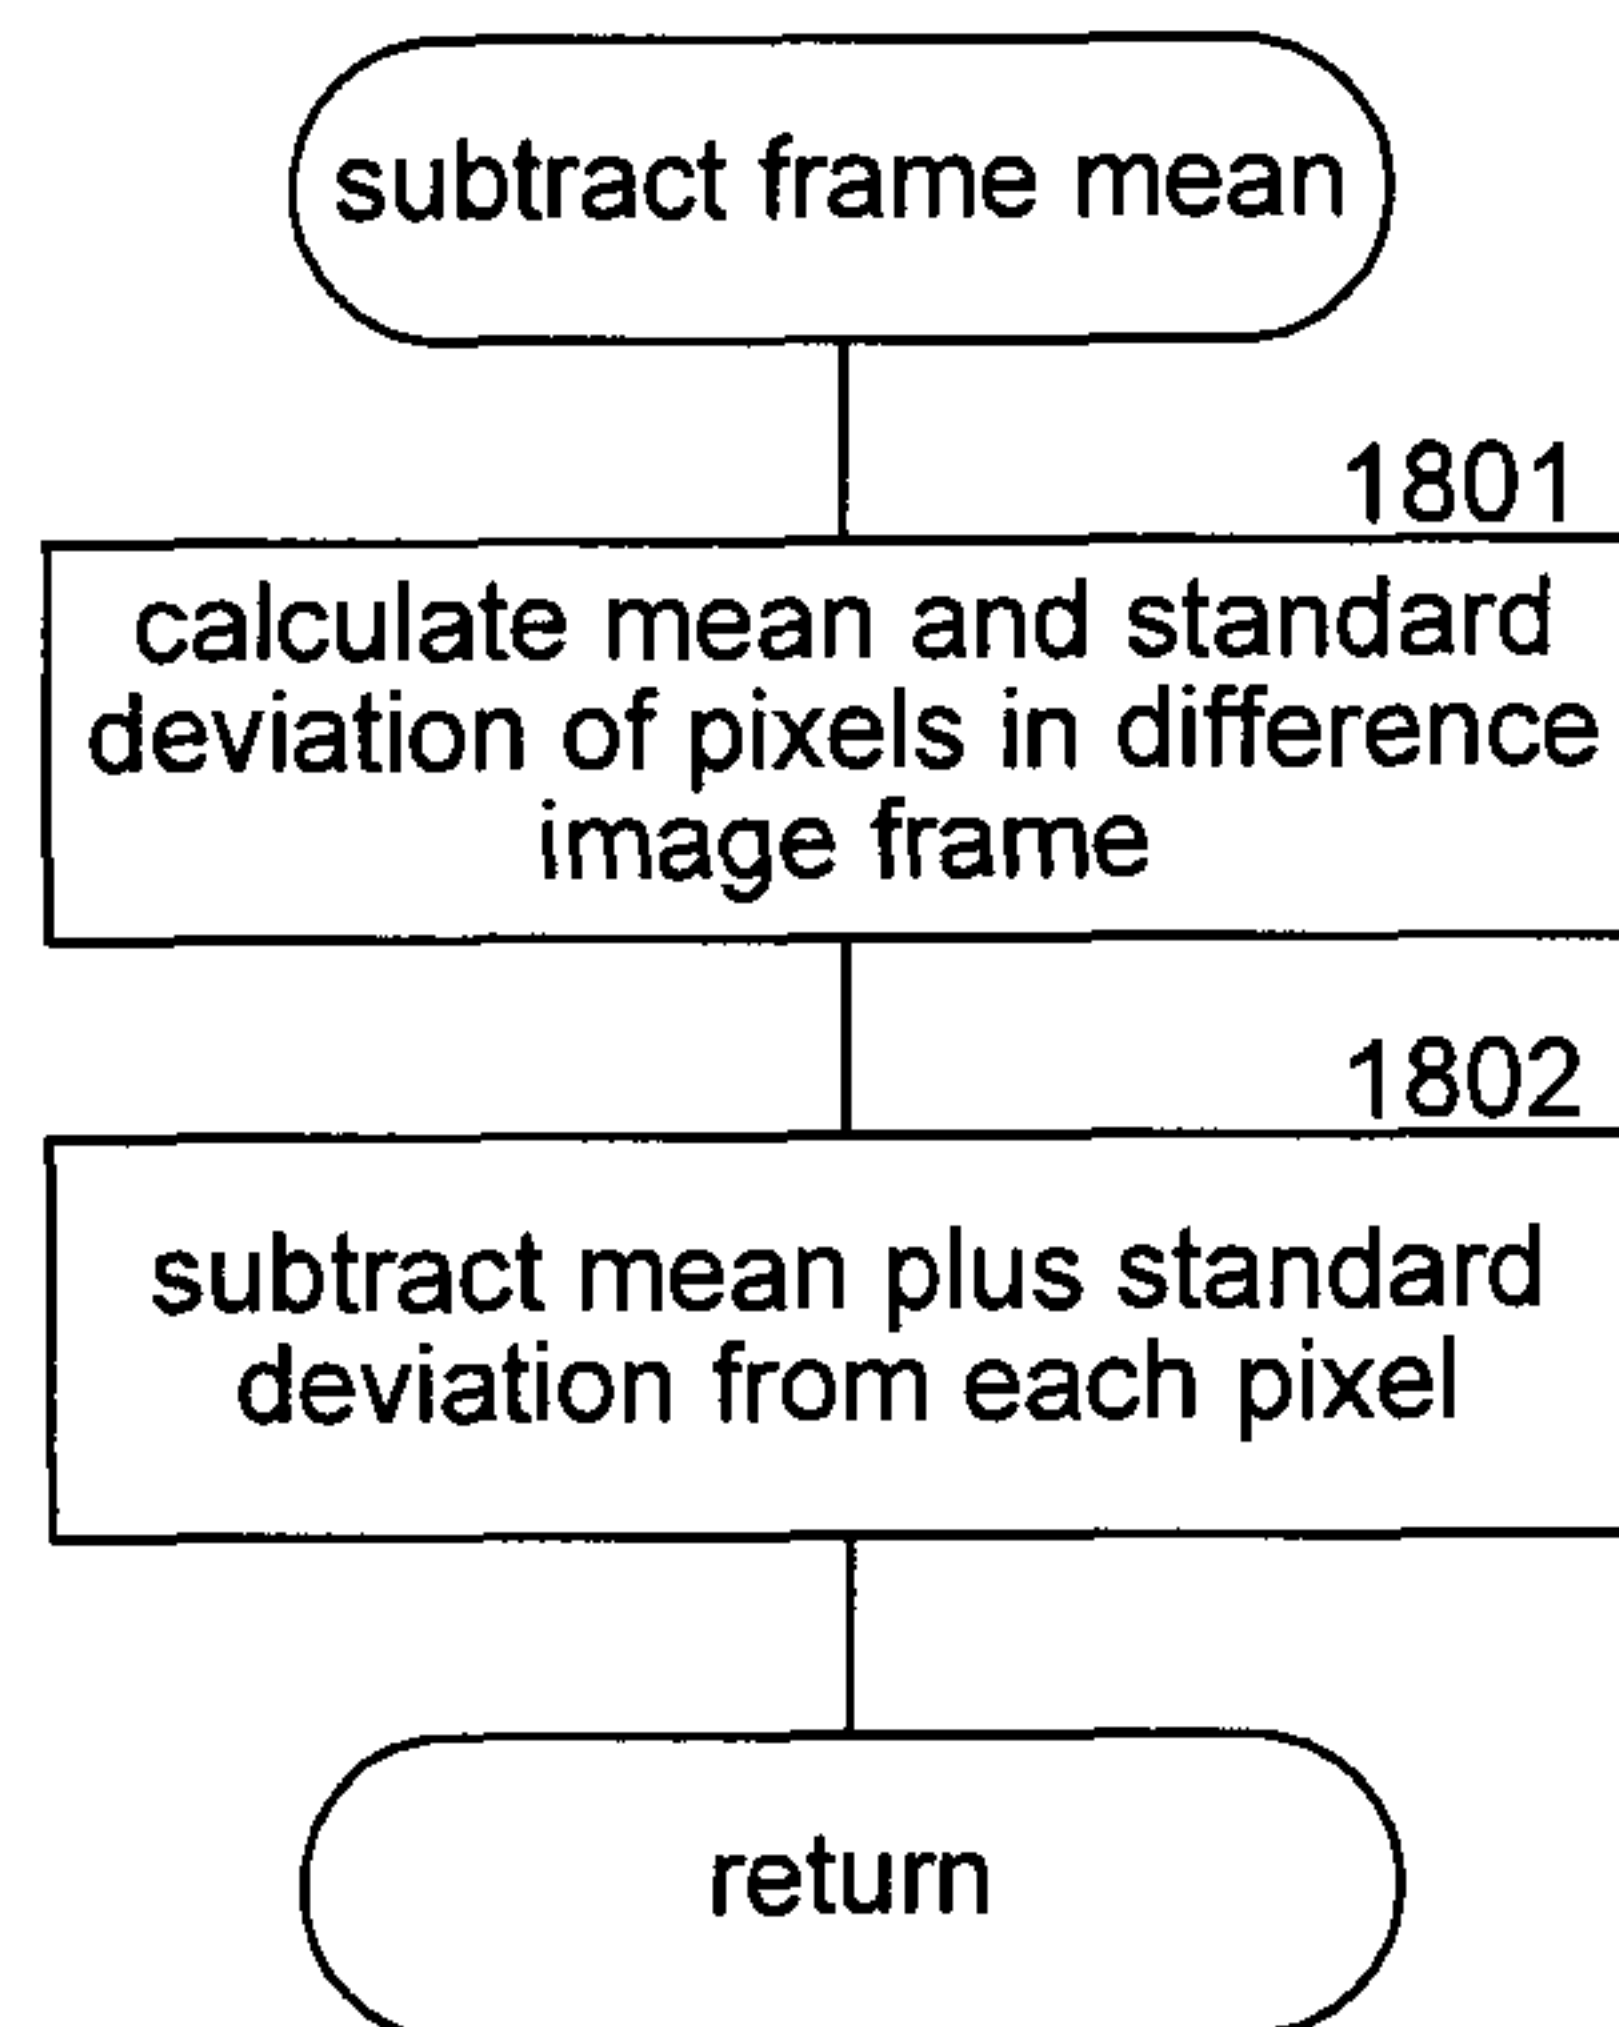 subtract frame mean
1801
calculate mean and standard
deviation of pixels in difference
image frame
1802
subtract mean plus standard
deviation from each pixel
return